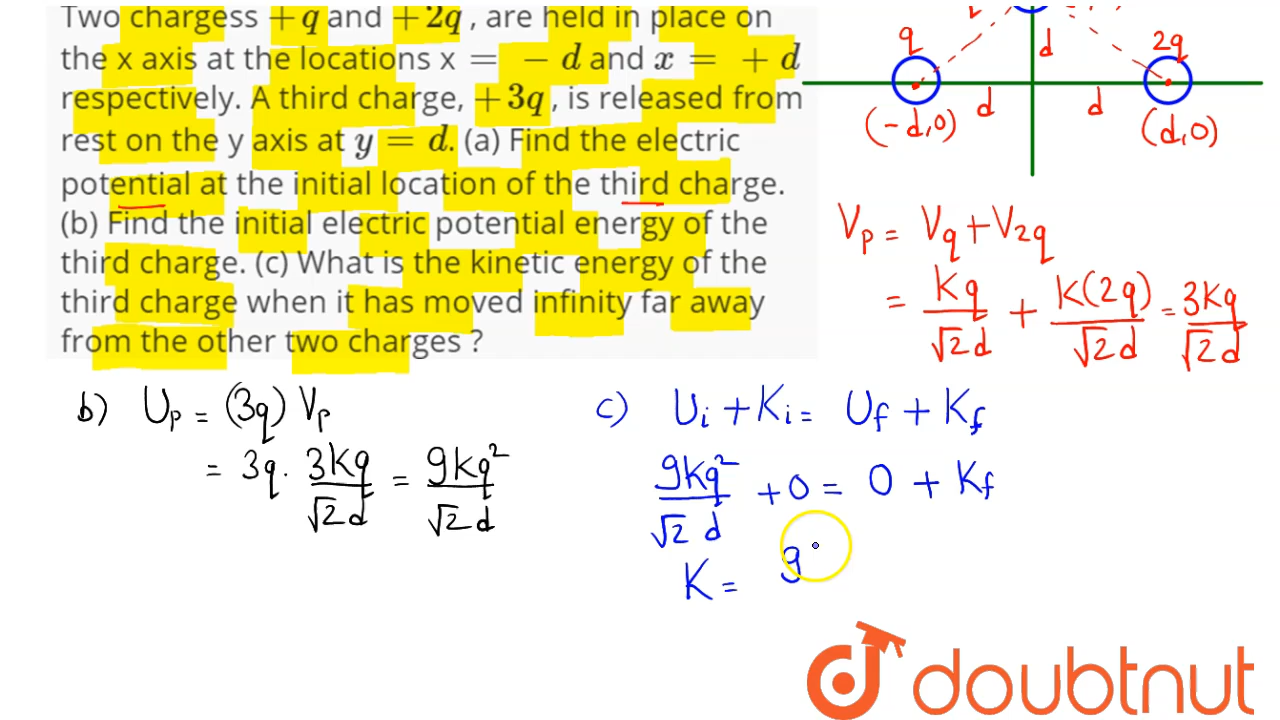 Two chargess +q and +2q, are held in place on
the x axis at the locations x = − d and x = + d
respectively. A third charge, +3q, is released from
rest on the y axis at y = d. (a) Find the electric
potential at the initial location of the third charge.
(b) Find the initial electric potential energy of the
third charge. (c) What is the kinetic energy of the
third charge when it has moved infinity far away
from the other two charges ?
q
d
2q
d
d
(-d,0)
(d,0)
Vp = Vq + V2q
= Kq/√2d + K(2q)/√2d = 3Kq/√2d
b) Up = (3q) Vp
= 3q. 3Kq/√2d = 9Kq²/√2d
c) Ui + Ki = Uf + Kf
9Kq²/√2 d + 0 = 0 + Kf
K = 9
doubtnut